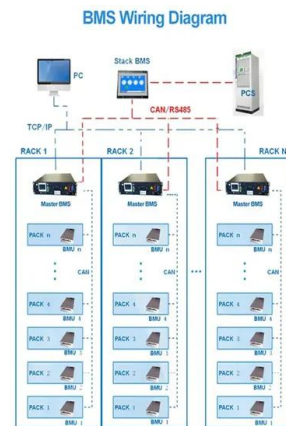 BMS Wiring Diagram
PC
Stack BMS
PCS
CAN/RS485
TCP/IP
RACK 1
RACK 2
RACK N
Master BMS
Master BMS
Master BMS
PACK n
BMU n
PACK n
BMU n
PACK n
BMU n
CAN
CAN
CAN
PACK 4
BMU 4
PACK 4
BMU 4
PACK 4
BMU 4
PACK 3
BMU 3
PACK 3
BMU 3
PACK 3
BMU 3
PACK 2
BMU 2
PACK 2
BMU 2
PACK 2
BMU 2
PACK 1
BMU 1
PACK 1
BMU 1
PACK 1
BMU 1